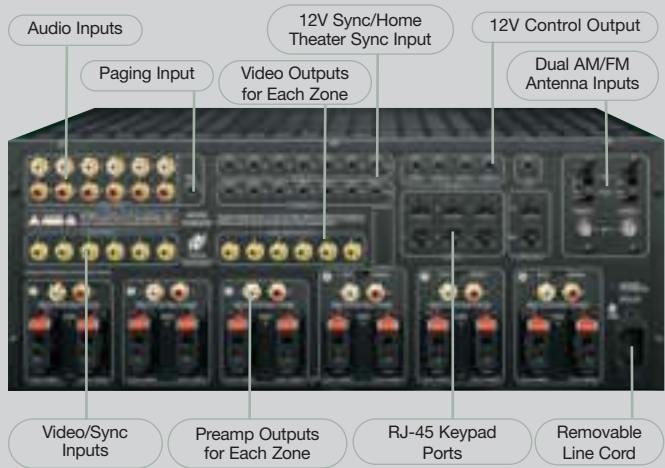 Audio Inputs
12V Sync/Home
Theater Sync Input
12V Control Output
Paging Input
Video Outputs
for Each Zone
Dual AM/FM
Antenna Inputs
Video/Sync
Inputs
Preamp Outputs
for Each Zone
RJ-45 Keypad
Ports
Removable
Line Cord